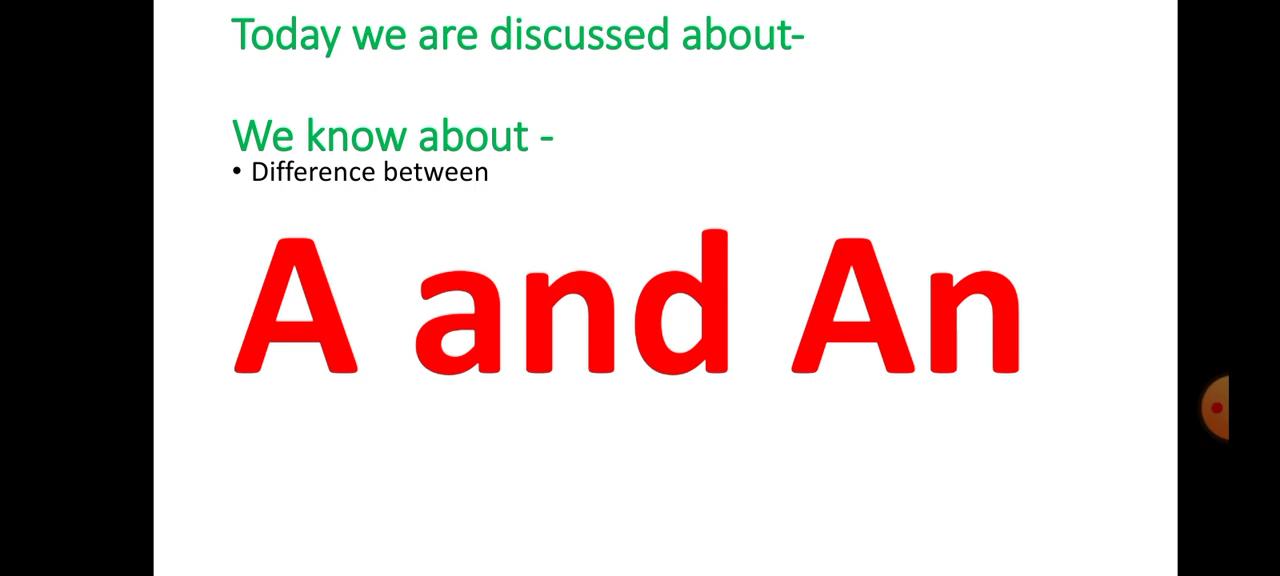 Today we are discussed about-
We know about -
• Difference between
A and An